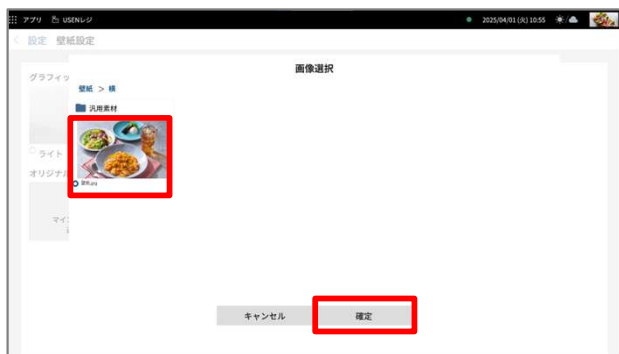 アプリ USENレジ 2025/04/01 (火) 10:55
< 設定 壁紙設定
画像選択
グラフィッ
壁紙 > 横
汎用素材
ライト
オリジナル
キャンセル 確定